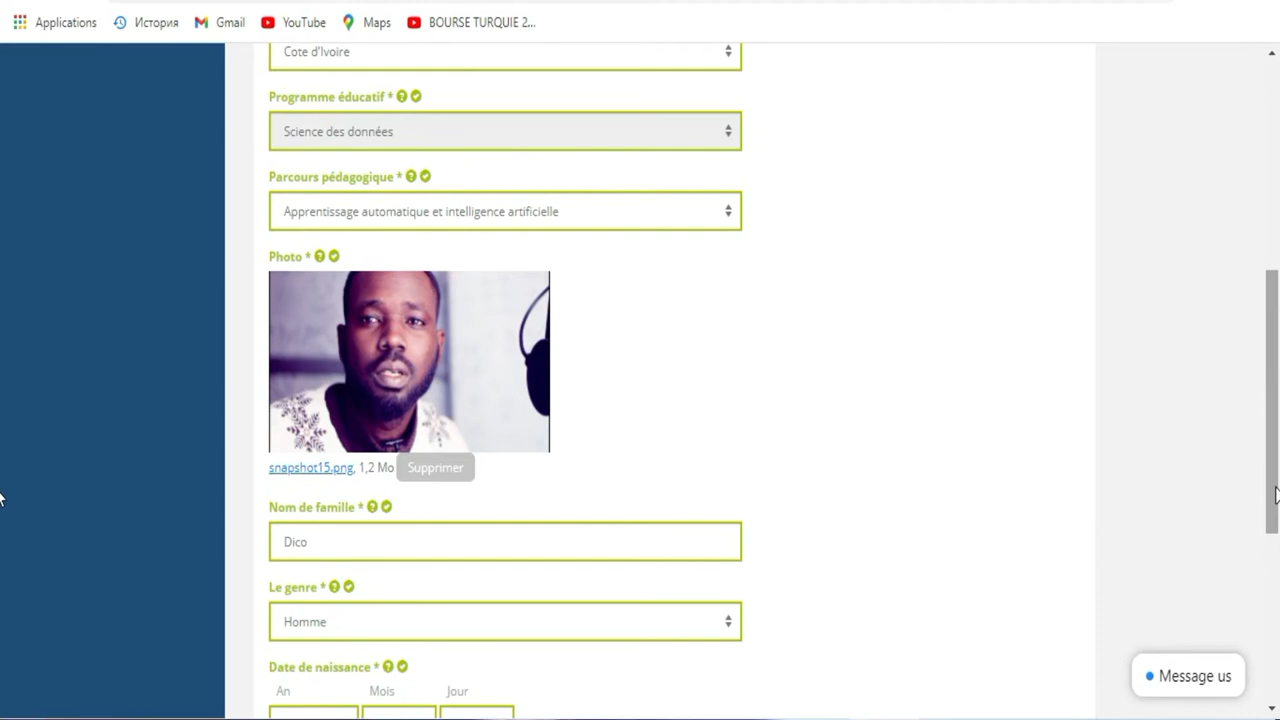 Applications История Gmail YouTube Maps BOURSE TURQUIE 2...
Cote d'Ivoire
Programme éducatif *
Science des données
Parcours pédagogique *
Apprentissage automatique et intelligence artificielle
Photo *
snapshot15.png, 1,2 Mo Supprimer
Nom de famille *
Dico
Le genre *
Homme
Date de naissance *
An Mois Jour
Message us